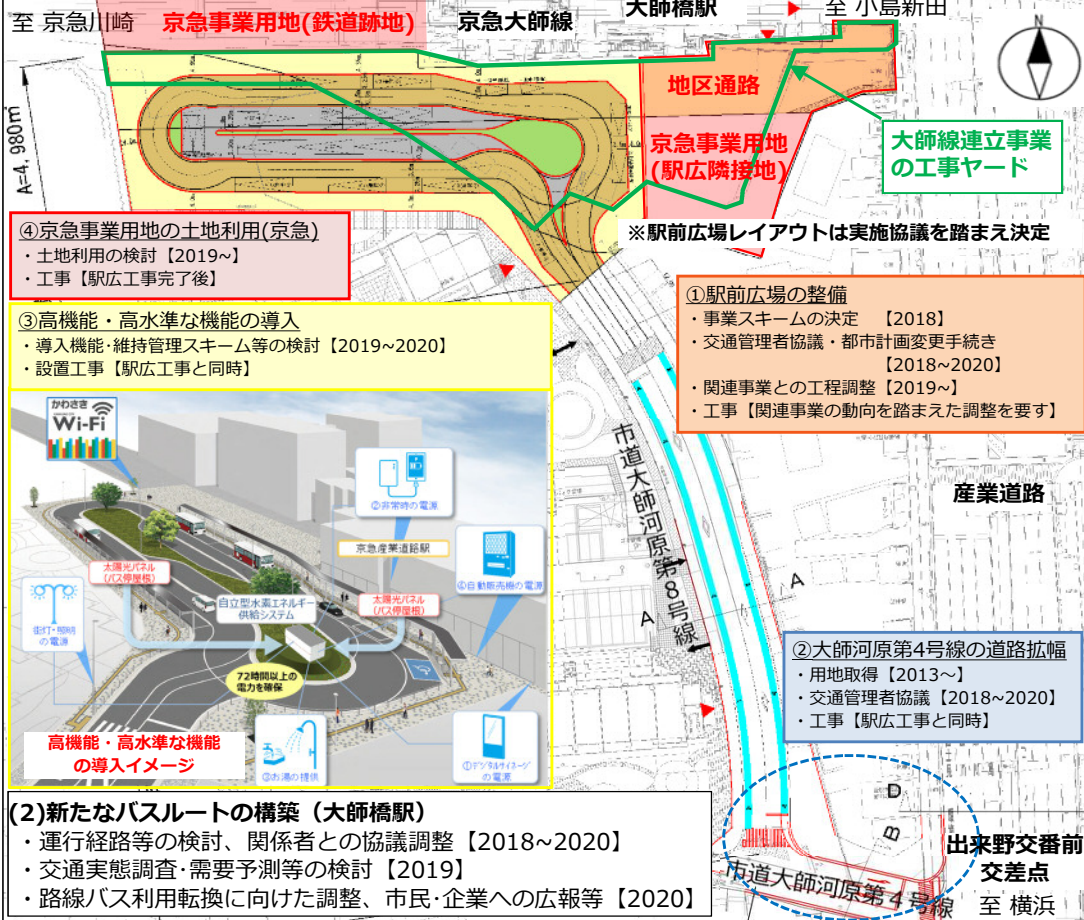 至 京急川崎
京急事業用地(鉄道跡地)
京急大師線
大師橋駅
至 小島新田
N
A=4,980㎡
地区通路
京急事業用地
(駅広隣接地)
大師線連立事業
の工事ヤード
※駅前広場レイアウトは実施協議を踏まえ決定
④京急事業用地の土地利用(京急)
・土地利用の検討【2019~】
・工事【駅広工事完了後】
①駅前広場の整備
・事業スキームの決定 【2018】
・交通管理者協議・都市計画変更手続き
【2018~2020】
・関連事業との工程調整【2019~】
・工事【関連事業の動向を踏まえた調整を要す】
③高機能・高水準な機能の導入
・導入機能・維持管理スキーム等の検討【2019~2020】
・設置工事【駅広工事と同時】
かわさき
Wi-Fi
②非常時の電源
京急産業道路駅
④自動販売機の電源
太陽光パネル
(バス停屋根)
太陽光パネル
(バス停屋根)
自立型水素エネルギー
供給システム
街灯・照明
の電源
72時間以上の
電力を確保
③お湯の提供
①デジタルサイネージ
の電源
高機能・高水準な機能
の導入イメージ
市道大師河原第8号線
産業道路
A
A
②大師河原第4号線の道路拡幅
・用地取得【2013～】
・交通管理者協議【2018~2020】
・工事【駅広工事と同時】
D
B
出来野交番前
交差点
市道大師河原第4号線
至 横浜
(2)新たなバスルートの構築（大師橋駅）
・運行経路等の検討、関係者との協議調整【2018~2020】
・交通実態調査･需要予測等の検討【2019】
・路線バス利用転換に向けた調整、市民･企業への広報等【2020】